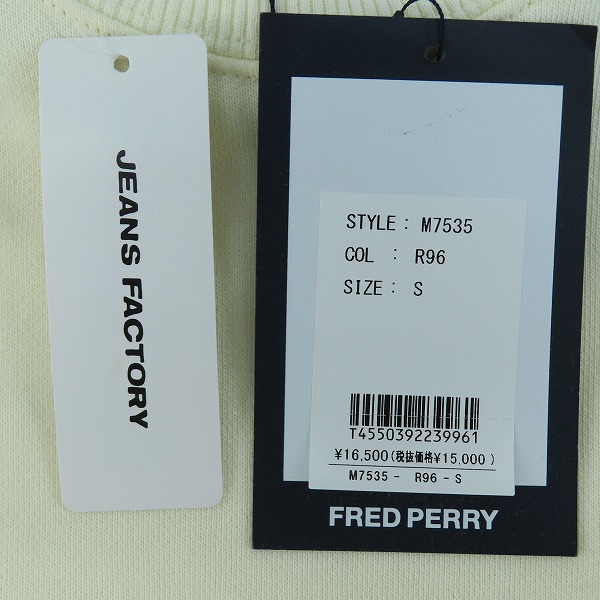 JEANS FACTORY
STYLE : M7535
COL : R96
SIZE : S
T4550392239961
¥16,500(税抜価格¥15,000)
M7535 - R96 - S
FRED PERRY